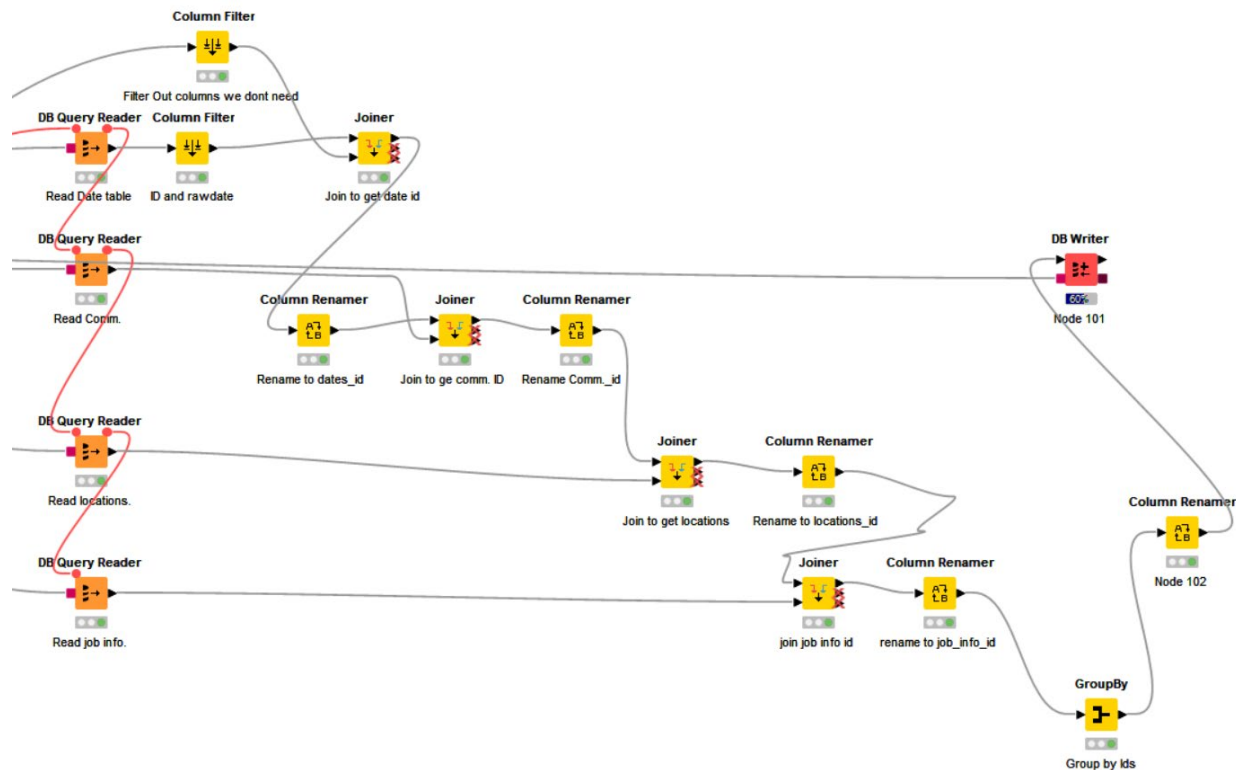 Column Filter
Filter Out columns we dont need
DB Query Reader
Column Filter
Joiner
Read Date table
ID and rawdate
Join to get date id
DB Query Reader
DB Writer
Read Comm.
60%
Node 101
Column Renamer
Joiner
Column Renamer
Rename to dates_id
Join to ge comm. ID
Rename Comm._id
DB Query Reader
Joiner
Column Renamer
Read locations.
Join to get locations
Rename to locations_id
Column Renamer
Node 102
DB Query Reader
Joiner
Column Renamer
Read job info.
join job info id
rename to job_info_id
GroupBy
Group by Ids